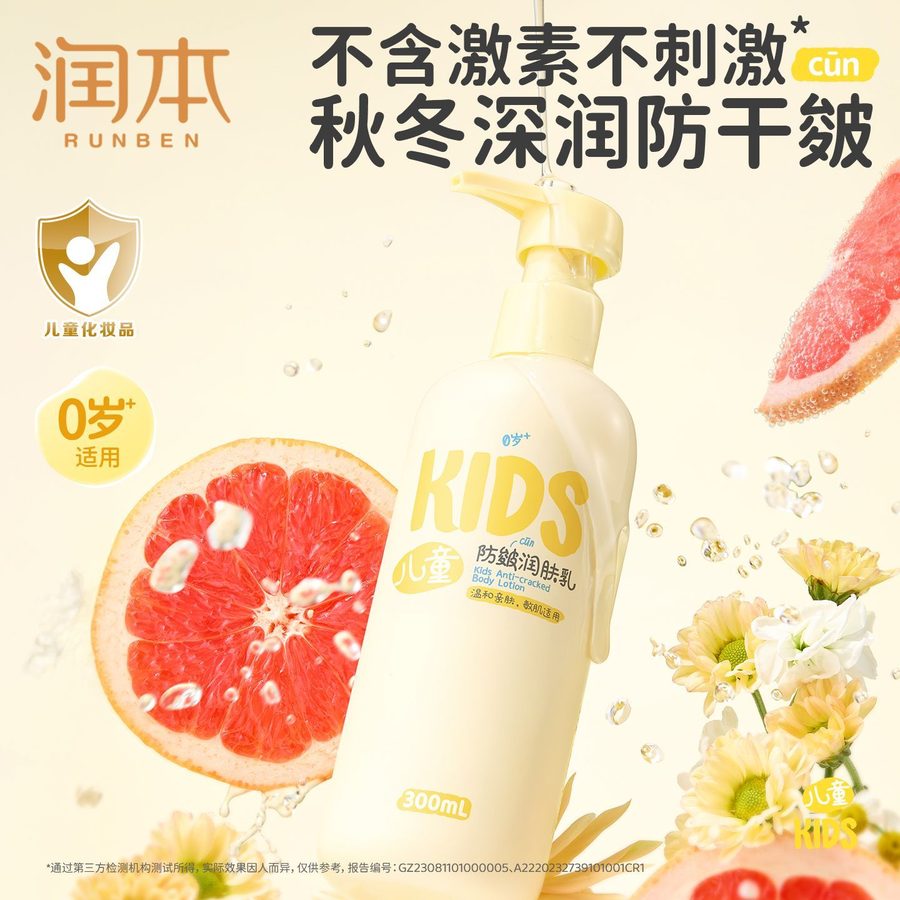 润本
RUNBEN
不含激素不刺激*
cūn
秋冬深润防干皴
儿童化妆品
0岁+
适用
0岁+
KIDS
儿童
cūn
防皴润肤乳
Kids Anti-cracked
Body Lotion
温和亲肤，敏肌适用
300mL
儿童
KIDS
*通过第三方检测机构测试所得，实际效果因人而异，仅供参考，报告编号：GZ23081101000005、A2220232739101001CR1